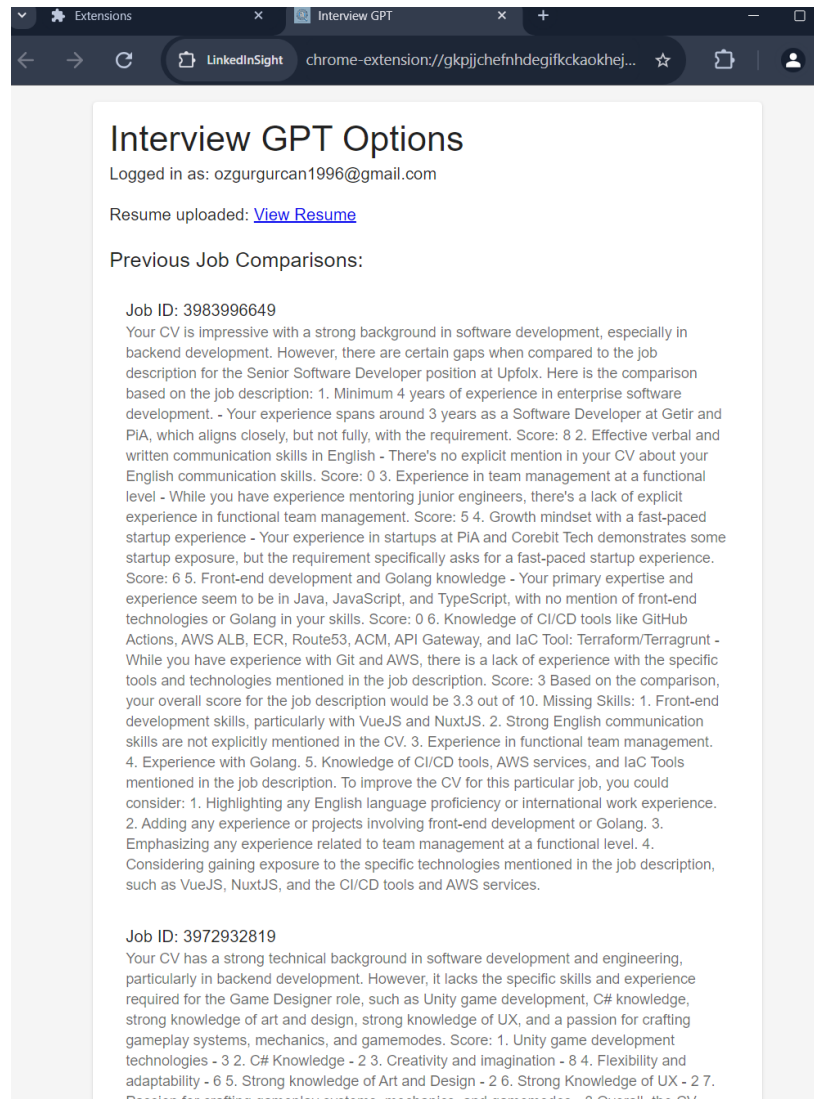 Extensions
Interview GPT
LinkedInSight
chrome-extension://gkpjjchefnhdegifkckaokhej...
Interview GPT Options
Logged in as: ozgurgurcan1996@gmail.com
Resume uploaded: View Resume
Previous Job Comparisons:
Job ID: 3983996649
Your CV is impressive with a strong background in software development, especially in
backend development. However, there are certain gaps when compared to the job
description for the Senior Software Developer position at Upfolx. Here is the comparison
based on the job description: 1. Minimum 4 years of experience in enterprise software
development. - Your experience spans around 3 years as a Software Developer at Getir and
PiA, which aligns closely, but not fully, with the requirement. Score: 8 2. Effective verbal and
written communication skills in English - There's no explicit mention in your CV about your
English communication skills. Score: 0 3. Experience in team management at a functional
level - While you have experience mentoring junior engineers, there's a lack of explicit
experience in functional team management. Score: 5 4. Growth mindset with a fast-paced
startup experience - Your experience in startups at PiA and Corebit Tech demonstrates some
startup exposure, but the requirement specifically asks for a fast-paced startup experience.
Score: 6 5. Front-end development and Golang knowledge - Your primary expertise and
experience seem to be in Java, JavaScript, and TypeScript, with no mention of front-end
technologies or Golang in your skills. Score: 0 6. Knowledge of CI/CD tools like GitHub
Actions, AWS ALB, ECR, Route53, ACM, API Gateway, and IaC Tool: Terraform/Terragrunt -
While you have experience with Git and AWS, there is a lack of experience with the specific
tools and technologies mentioned in the job description. Score: 3 Based on the comparison,
your overall score for the job description would be 3.3 out of 10. Missing Skills: 1. Front-end
development skills, particularly with VueJS and NuxtJS. 2. Strong English communication
skills are not explicitly mentioned in the CV. 3. Experience in functional team management.
4. Experience with Golang. 5. Knowledge of CI/CD tools, AWS services, and IaC Tools
mentioned in the job description. To improve the CV for this particular job, you could
consider: 1. Highlighting any English language proficiency or international work experience.
2. Adding any experience or projects involving front-end development or Golang. 3.
Emphasizing any experience related to team management at a functional level. 4.
Considering gaining exposure to the specific technologies mentioned in the job description,
such as VueJS, NuxtJS, and the CI/CD tools and AWS services.
Job ID: 3972932819
Your CV has a strong technical background in software development and engineering,
particularly in backend development. However, it lacks the specific skills and experience
required for the Game Designer role, such as Unity game development, C# knowledge,
strong knowledge of art and design, strong knowledge of UX, and a passion for crafting
gameplay systems, mechanics, and gamemodes. Score: 1. Unity game development
technologies - 3 2. C# Knowledge - 2 3. Creativity and imagination - 8 4. Flexibility and
adaptability - 6 5. Strong knowledge of Art and Design - 2 6. Strong Knowledge of UX - 2 7.